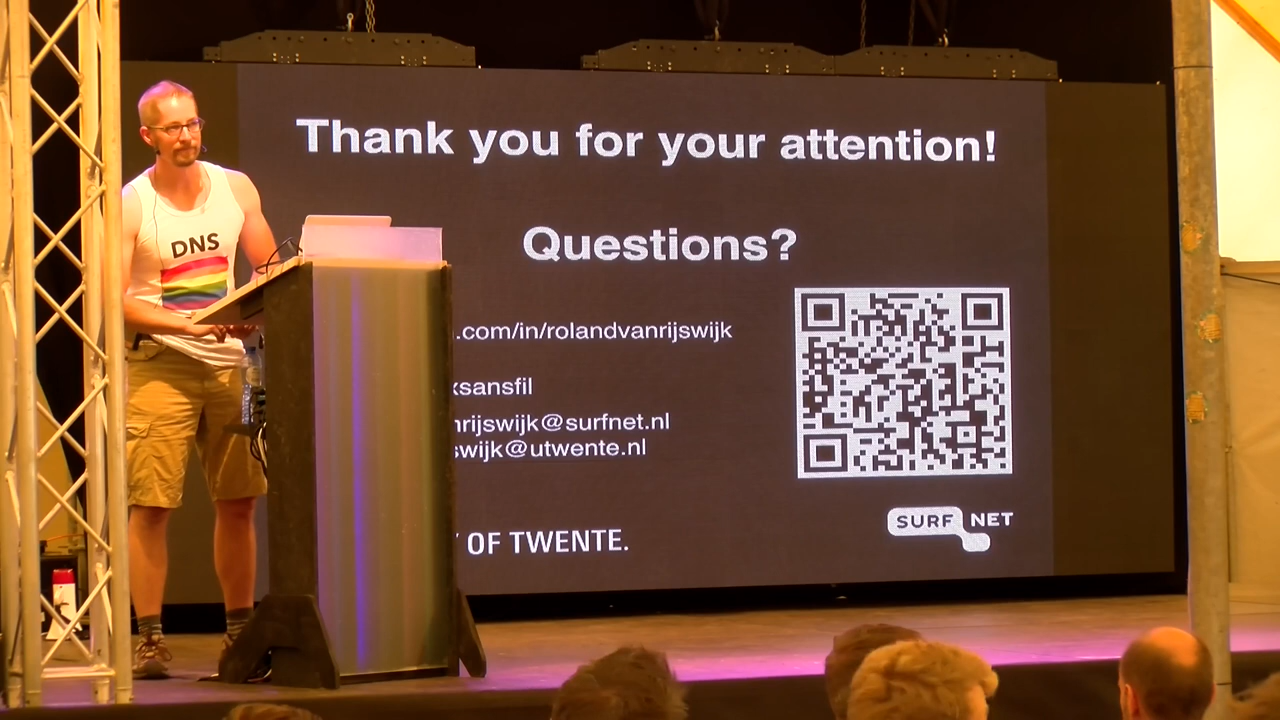 Thank you for your attention!
Questions?
DNS
.com/in/rolandvanrijswijk
xsansfil
nrijswijk@surfnet.nl
swijk@utwente.nl
OF TWENTE.
SURF NET